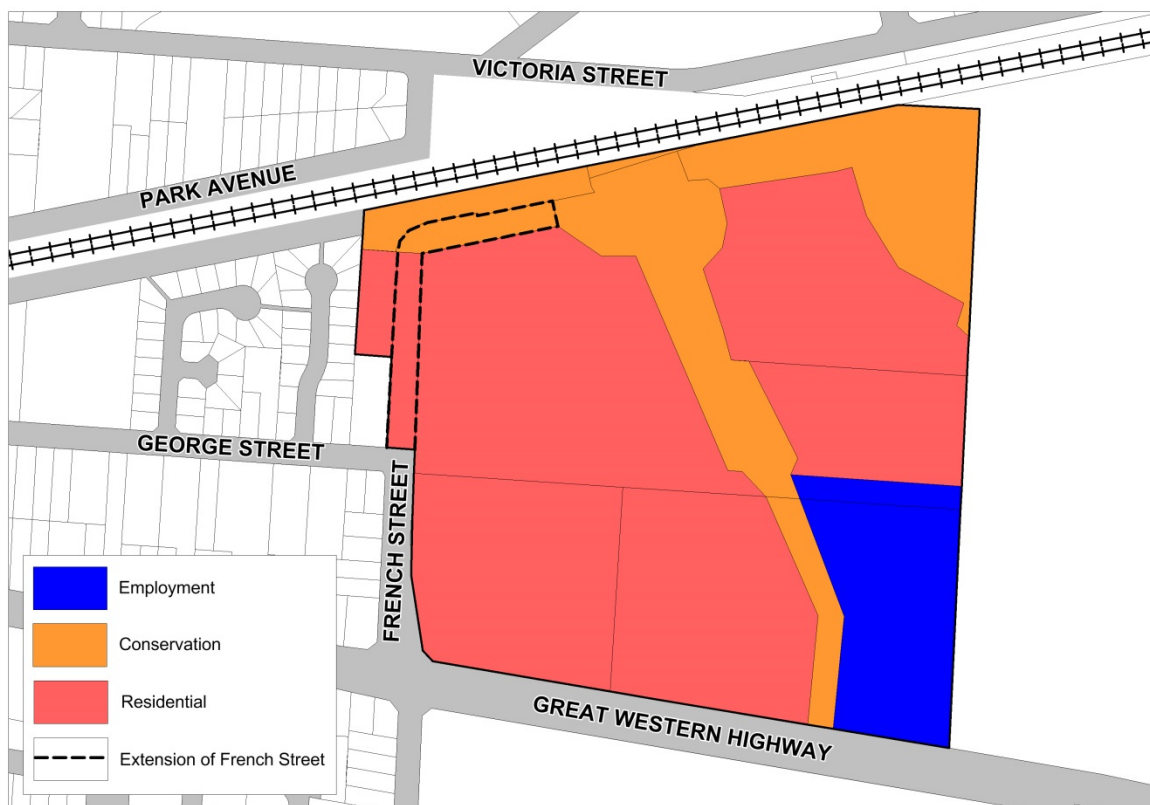 VICTORIA STREET
PARK AVENUE
GEORGE STREET
FRENCH STREET
GREAT WESTERN HIGHWAY
Employment
Conservation
Residential
Extension of French Street